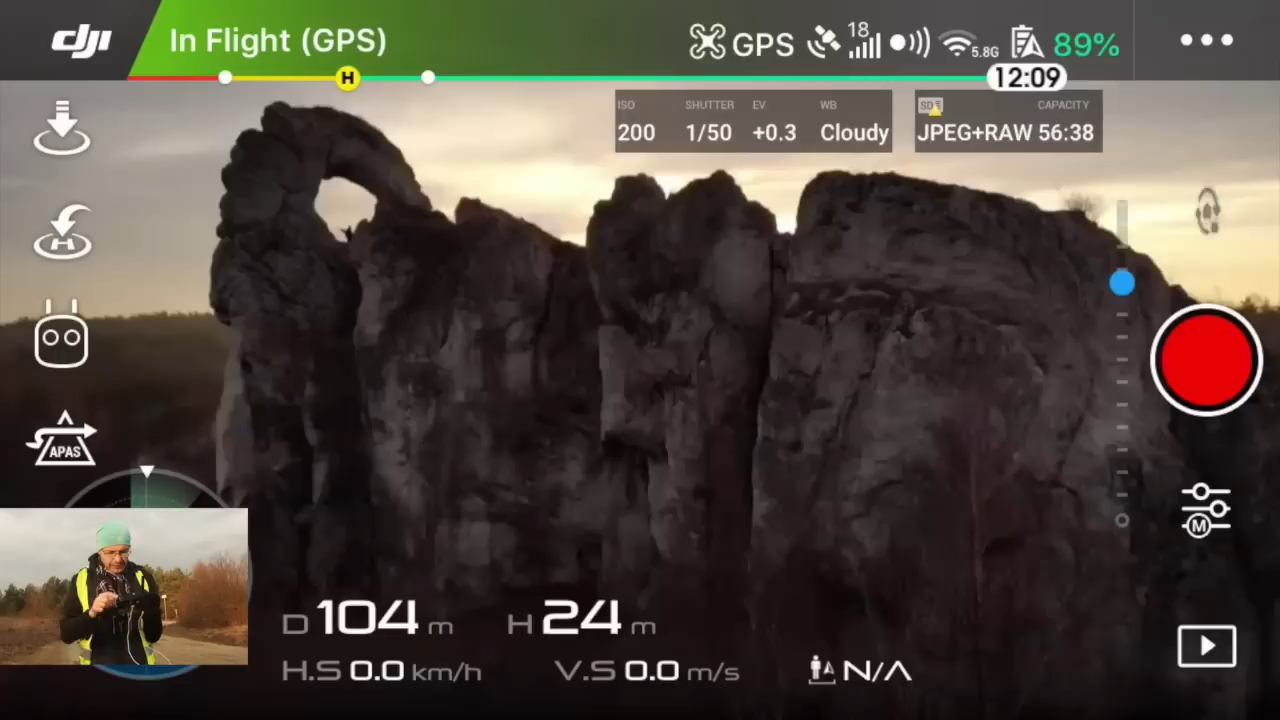 dji In Flight (GPS) GPS 18 5.8G 89%
H 12:09
ISO SHUTTER EV WB CAPACITY
200 1/50 +0.3 Cloudy JPEG+RAW 56:38
H
APAS
M
D 104 m H 24 m
H.S 0.0 km/h V.S 0.0 m/s N/A